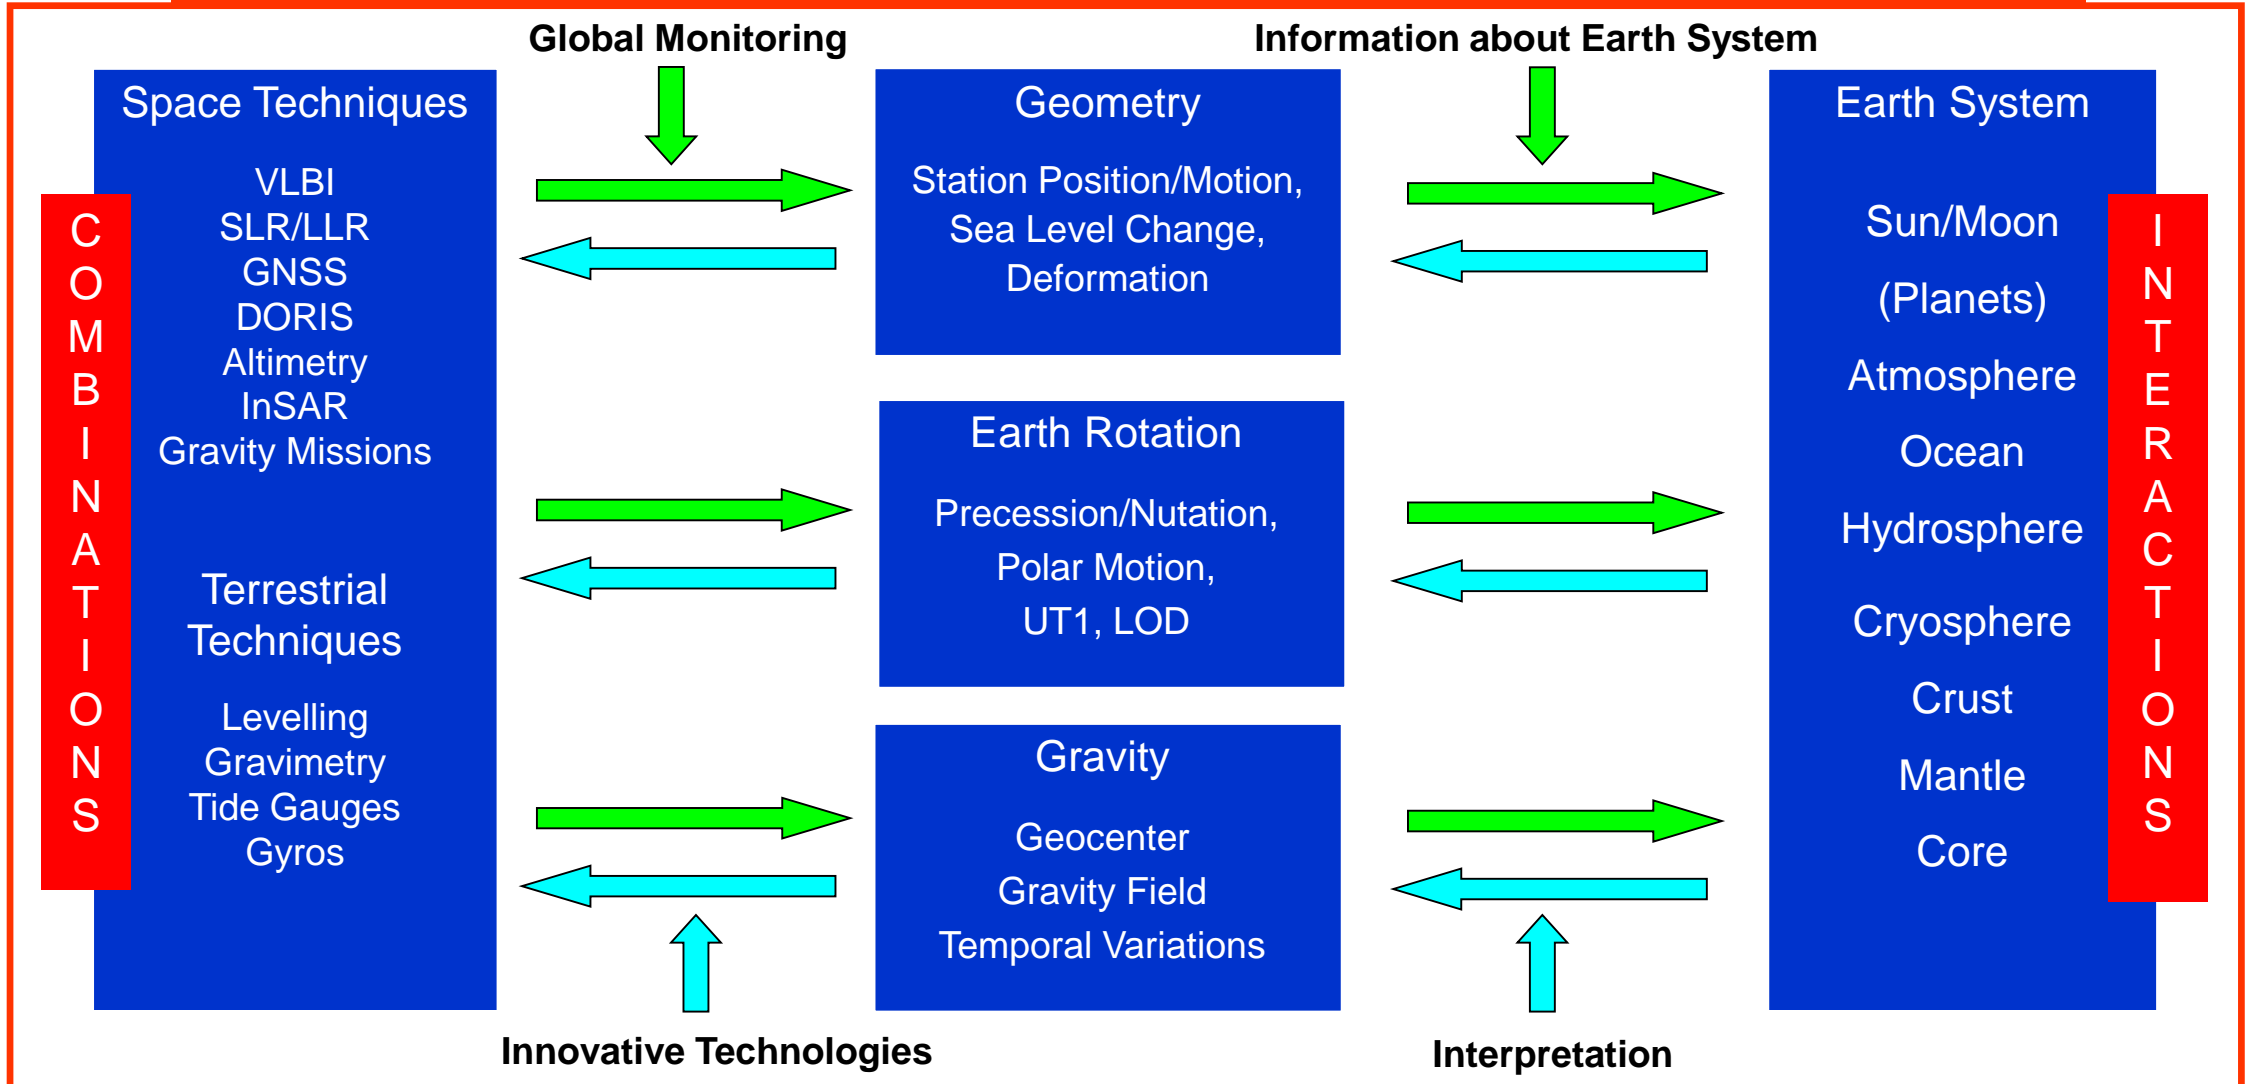 Global Monitoring
Information about Earth System
COMBINATIONS
Space Techniques
VLBI
SLR/LLR
GNSS
DORIS
Altimetry
InSAR
Gravity Missions
Terrestrial
Techniques
Levelling
Gravimetry
Tide Gauges
Gyros
Geometry
Station Position/Motion,
Sea Level Change,
Deformation
Earth Rotation
Precession/Nutation,
Polar Motion,
UT1, LOD
Gravity
Geocenter
Gravity Field
Temporal Variations
Earth System
Sun/Moon
(Planets)
Atmosphere
Ocean
Hydrosphere
Cryosphere
Crust
Mantle
Core
INTERACTIONS
Innovative Technologies
Interpretation